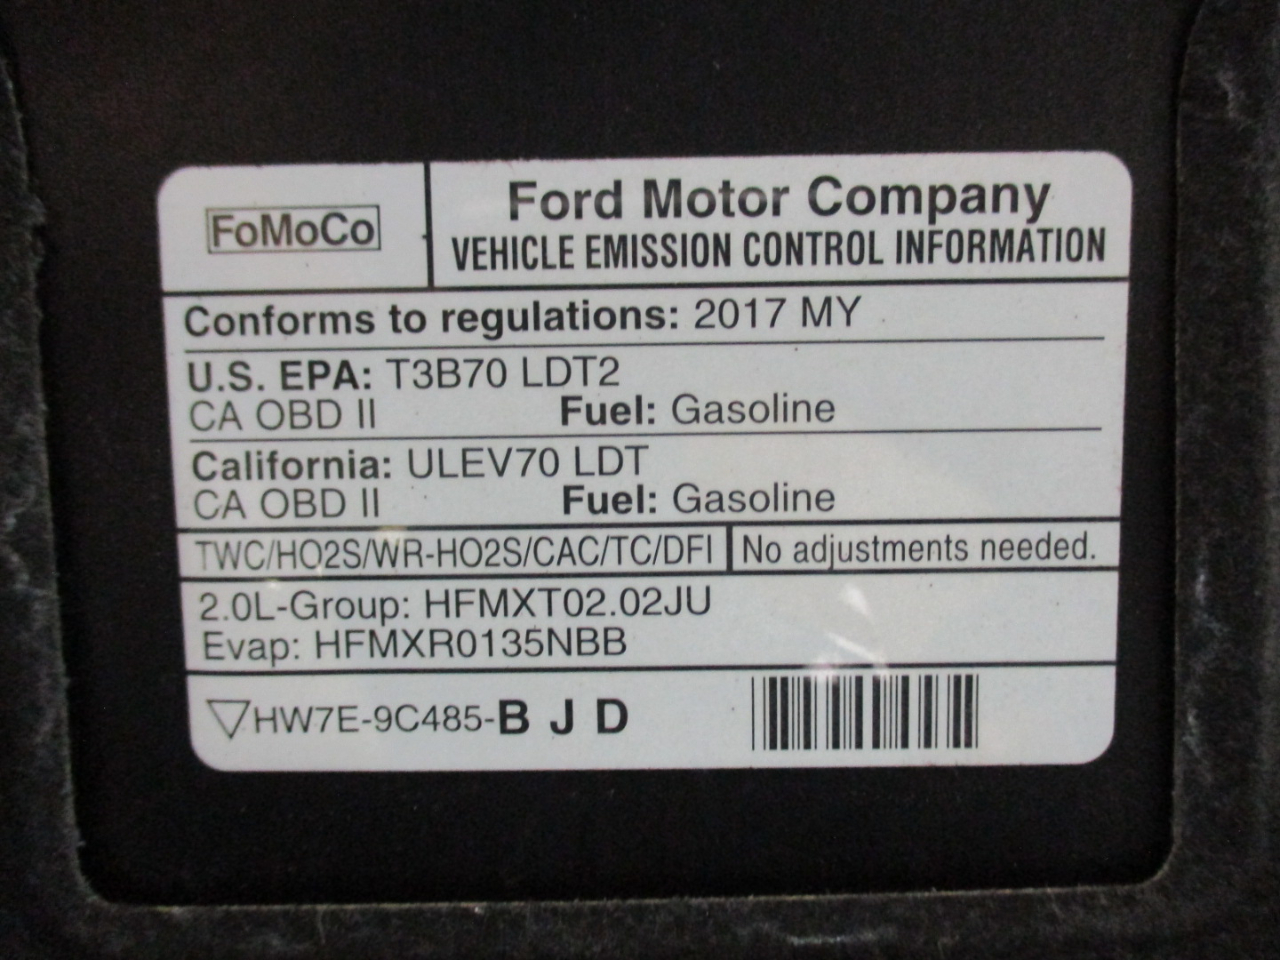 FoMoCo
Ford Motor Company
VEHICLE EMISSION CONTROL INFORMATION
Conforms to regulations: 2017 MY
U.S. EPA: T3B70 LDT2
CA OBD II Fuel: Gasoline
California: ULEV70 LDT
CA OBD II Fuel: Gasoline
TWC/HO2S/WR-HO2S/CAC/TC/DFI No adjustments needed.
2.0L-Group: HFMXT02.02JU
Evap: HFMXR0135NBB
HW7E-9C485-B J D